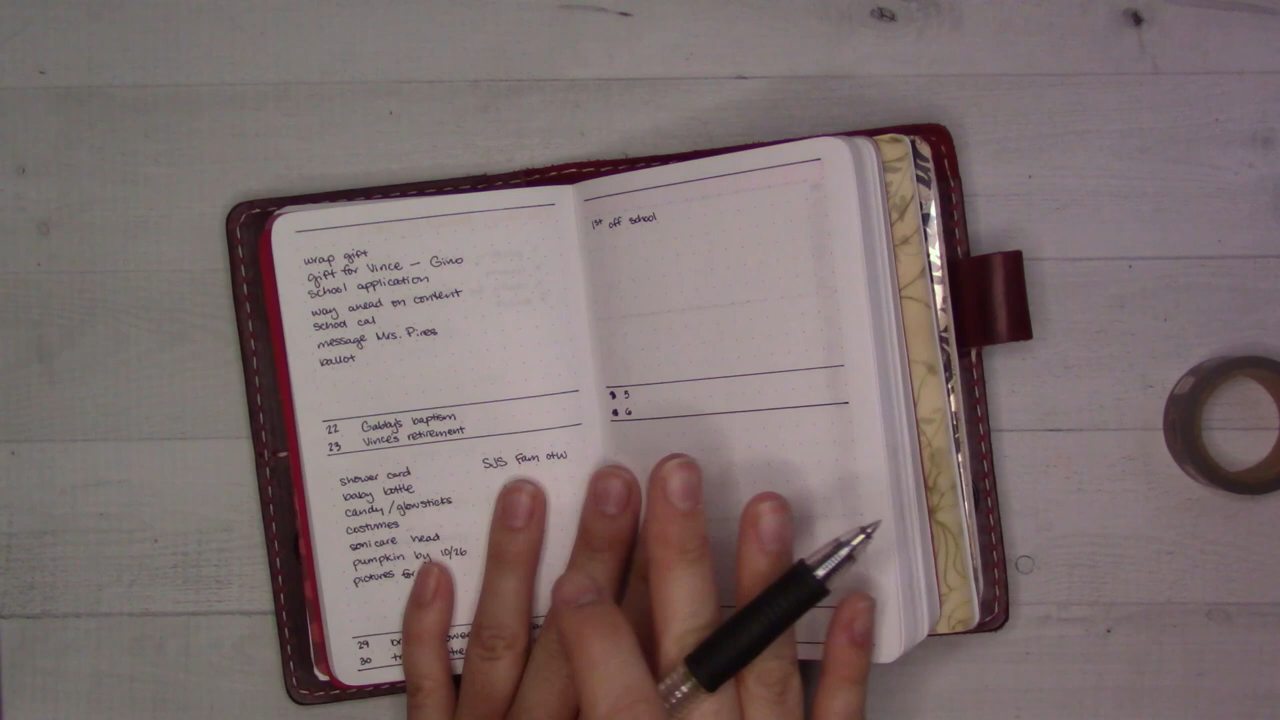 wrap gift
gift for Vince – Gino
school application
way ahead on content
school cal
message Mrs. Pires
ballot
22 Gabby's baptism
23 Vince's retirement
SJS Fam otw
shower card
baby bottle
candy/glowsticks
costumes
sonicare head
pumpkin by 10/26
pictures for
29
30
1st off school
5
6